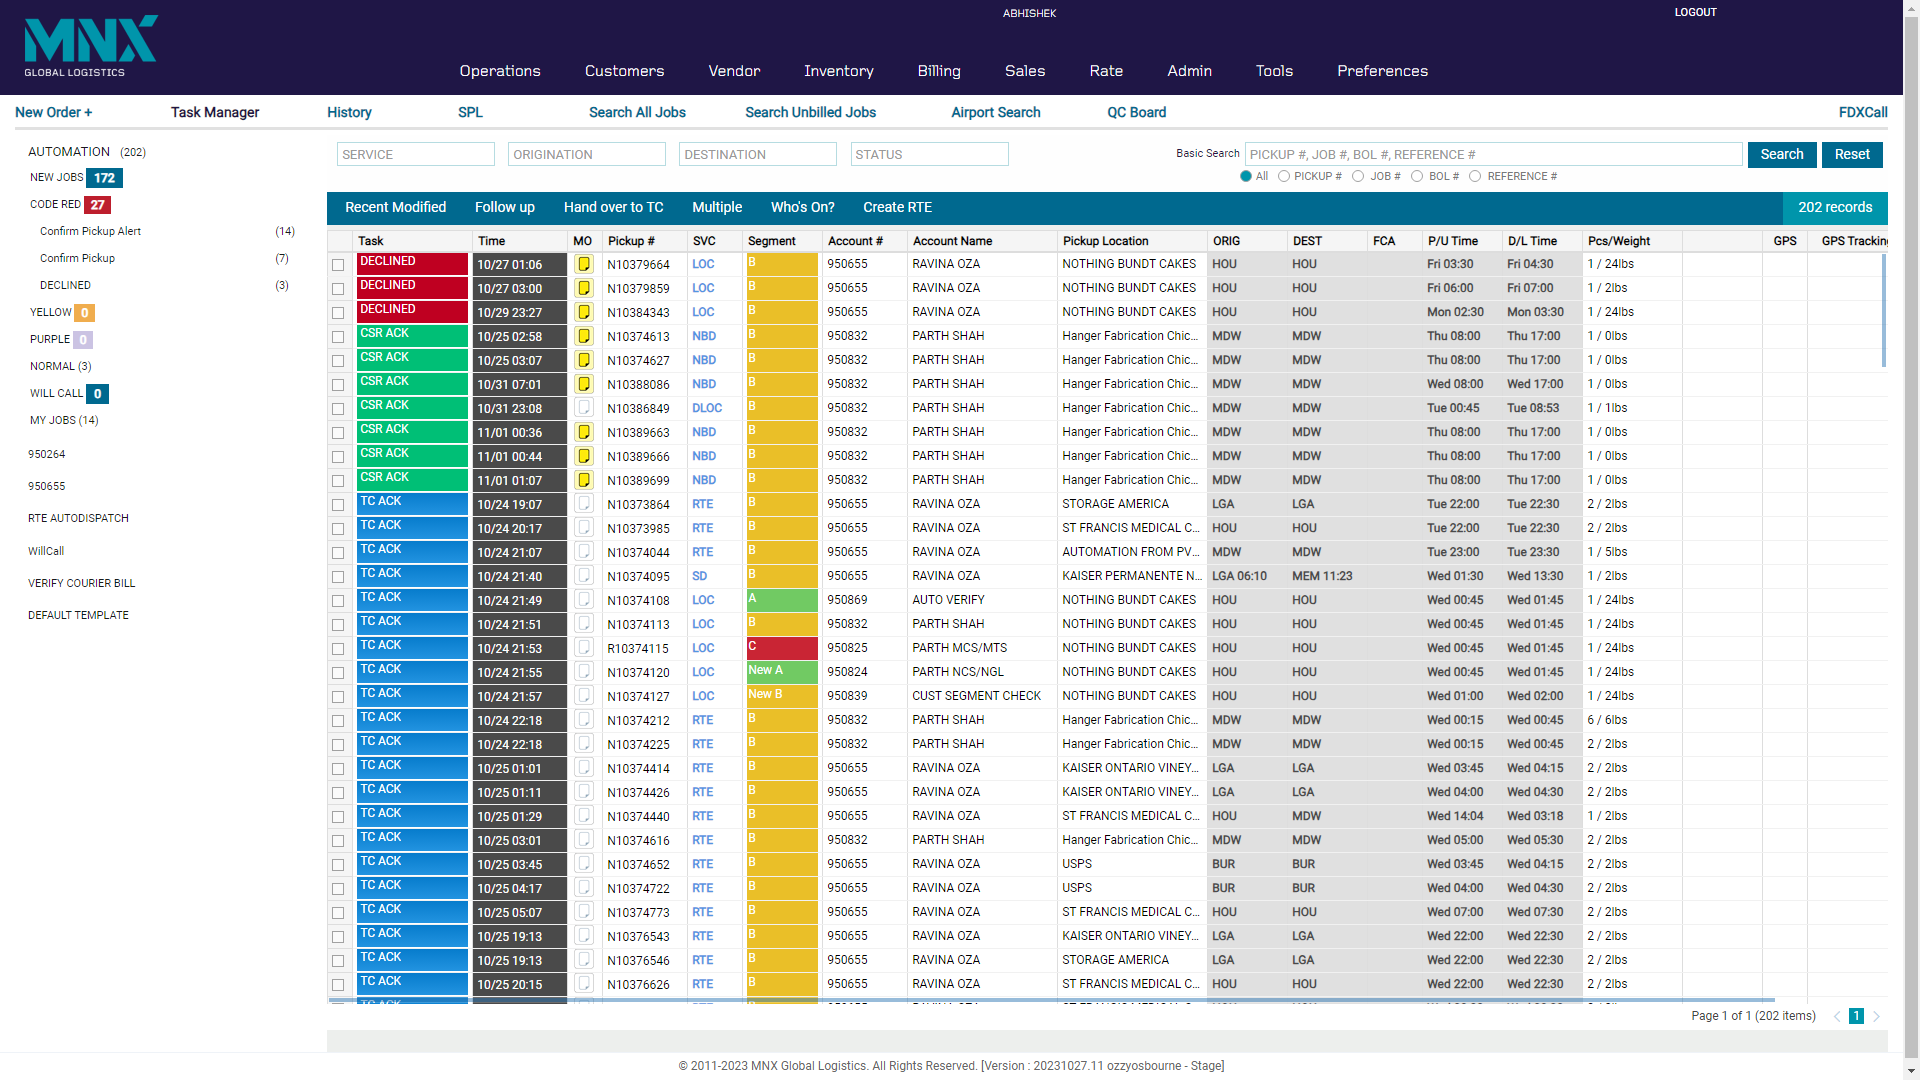 MNX
GLOBAL LOGISTICS
ABHISHEK
LOGOUT
Operations Customers Vendor Inventory Billing Sales Rate Admin Tools Preferences
New Order + Task Manager History SPL Search All Jobs Search Unbilled Jobs Airport Search QC Board FDXCall
AUTOMATION (202)
NEW JOBS 172
CODE RED 27
Confirm Pickup Alert (14)
Confirm Pickup (7)
DECLINED (3)
YELLOW 0
PURPLE 0
NORMAL (3)
WILL CALL 0
MY JOBS (14)
950264
950655
RTE AUTODISPATCH
WillCall
VERIFY COURIER BILL
DEFAULT TEMPLATE
SERVICE ORIGINATION DESTINATION STATUS Basic Search PICKUP #, JOB #, BOL #, REFERENCE # Search Reset
All PICKUP # JOB # BOL # REFERENCE #
Recent Modified Follow up Hand over to TC Multiple Who's On? Create RTE 202 records
Task Time MO Pickup # SVC Segment Account # Account Name Pickup Location ORIG DEST FCA P/U Time D/L Time Pcs/Weight GPS GPS Tracking
DECLINED 10/27 01:06 N10379664 LOC B 950655 RAVINA OZA NOTHING BUNDT CAKES HOU HOU Fri 03:30 Fri 04:30 1 / 24lbs
DECLINED 10/27 03:00 N10379859 LOC B 950655 RAVINA OZA NOTHING BUNDT CAKES HOU HOU Fri 06:00 Fri 07:00 1 / 2lbs
DECLINED 10/29 23:27 N10384343 LOC B 950655 RAVINA OZA NOTHING BUNDT CAKES HOU HOU Mon 02:30 Mon 03:30 1 / 24lbs
CSR ACK 10/25 02:58 N10374613 NBD B 950832 PARTH SHAH Hanger Fabrication Chic... MDW MDW Thu 08:00 Thu 17:00 1 / 0lbs
CSR ACK 10/25 03:07 N10374627 NBD B 950832 PARTH SHAH Hanger Fabrication Chic... MDW MDW Thu 08:00 Thu 17:00 1 / 0lbs
CSR ACK 10/31 07:01 N10388086 NBD B 950832 PARTH SHAH Hanger Fabrication Chic... MDW MDW Wed 08:00 Wed 17:00 1 / 0lbs
CSR ACK 10/31 23:08 N10386849 DLOC B 950832 PARTH SHAH Hanger Fabrication Chic... MDW MDW Tue 00:45 Tue 08:53 1 / 1lbs
CSR ACK 11/01 00:36 N10389663 NBD B 950832 PARTH SHAH Hanger Fabrication Chic... MDW MDW Thu 08:00 Thu 17:00 1 / 0lbs
CSR ACK 11/01 00:44 N10389666 NBD B 950832 PARTH SHAH Hanger Fabrication Chic... MDW MDW Thu 08:00 Thu 17:00 1 / 0lbs
CSR ACK 11/01 01:07 N10389699 NBD B 950832 PARTH SHAH Hanger Fabrication Chic... MDW MDW Thu 08:00 Thu 17:00 1 / 0lbs
TC ACK 10/24 19:07 N10373864 RTE B 950655 RAVINA OZA STORAGE AMERICA LGA LGA Tue 22:00 Tue 22:30 2 / 2lbs
TC ACK 10/24 20:17 N10373985 RTE B 950655 RAVINA OZA ST FRANCIS MEDICAL C... HOU HOU Tue 22:00 Tue 22:30 2 / 2lbs
TC ACK 10/24 21:07 N10374044 RTE B 950655 RAVINA OZA AUTOMATION FROM PV... MDW MDW Tue 23:00 Tue 23:30 1 / 5lbs
TC ACK 10/24 21:40 N10374095 SD B 950655 RAVINA OZA KAISER PERMANENTE N... LGA 06:10 MEM 11:23 Wed 01:30 Wed 13:30 1 / 2lbs
TC ACK 10/24 21:49 N10374108 LOC A 950869 AUTO VERIFY NOTHING BUNDT CAKES HOU HOU Wed 00:45 Wed 01:45 1 / 24lbs
TC ACK 10/24 21:51 N10374113 LOC B 950832 PARTH SHAH NOTHING BUNDT CAKES HOU HOU Wed 00:45 Wed 01:45 1 / 24lbs
TC ACK 10/24 21:53 R10374115 LOC C 950825 PARTH MCS/MTS NOTHING BUNDT CAKES HOU HOU Wed 00:45 Wed 01:45 1 / 24lbs
TC ACK 10/24 21:55 N10374120 LOC New A 950824 PARTH NCS/NGL NOTHING BUNDT CAKES HOU HOU Wed 00:45 Wed 01:45 1 / 24lbs
TC ACK 10/24 21:57 N10374127 LOC New B 950839 CUST SEGMENT CHECK NOTHING BUNDT CAKES HOU HOU Wed 01:00 Wed 02:00 1 / 24lbs
TC ACK 10/24 22:18 N10374212 RTE B 950832 PARTH SHAH Hanger Fabrication Chic... MDW MDW Wed 00:15 Wed 00:45 6 / 6lbs
TC ACK 10/24 22:18 N10374225 RTE B 950832 PARTH SHAH Hanger Fabrication Chic... MDW MDW Wed 00:15 Wed 00:45 2 / 2lbs
TC ACK 10/25 01:01 N10374414 RTE B 950655 RAVINA OZA KAISER ONTARIO VINEY... LGA LGA Wed 03:45 Wed 04:15 2 / 2lbs
TC ACK 10/25 01:11 N10374426 RTE B 950655 RAVINA OZA KAISER ONTARIO VINEY... LGA LGA Wed 04:00 Wed 04:30 2 / 2lbs
TC ACK 10/25 01:29 N10374440 RTE B 950655 RAVINA OZA ST FRANCIS MEDICAL C... HOU MDW Wed 14:04 Wed 03:18 1 / 2lbs
TC ACK 10/25 03:01 N10374616 RTE B 950832 PARTH SHAH Hanger Fabrication Chic... MDW MDW Wed 05:00 Wed 05:30 2 / 2lbs
TC ACK 10/25 03:45 N10374652 RTE B 950655 RAVINA OZA USPS BUR BUR Wed 03:45 Wed 04:15 2 / 2lbs
TC ACK 10/25 04:17 N10374722 RTE B 950655 RAVINA OZA USPS BUR BUR Wed 04:00 Wed 04:30 2 / 2lbs
TC ACK 10/25 05:07 N10374773 RTE B 950655 RAVINA OZA ST FRANCIS MEDICAL C... HOU HOU Wed 07:00 Wed 07:30 2 / 2lbs
TC ACK 10/25 19:13 N10376543 RTE B 950655 RAVINA OZA KAISER ONTARIO VINEY... LGA LGA Wed 22:00 Wed 22:30 2 / 2lbs
TC ACK 10/25 19:13 N10376546 RTE B 950655 RAVINA OZA STORAGE AMERICA LGA LGA Wed 22:00 Wed 22:30 2 / 2lbs
TC ACK 10/25 20:15 N10376626 RTE B 950655 RAVINA OZA ST FRANCIS MEDICAL C... HOU HOU Wed 22:00 Wed 22:30 2 / 2lbs
Page 1 of 1 (202 items) 1
© 2011-2023 MNX Global Logistics. All Rights Reserved. [Version : 20231027.11 ozzyosbourne - Stage]